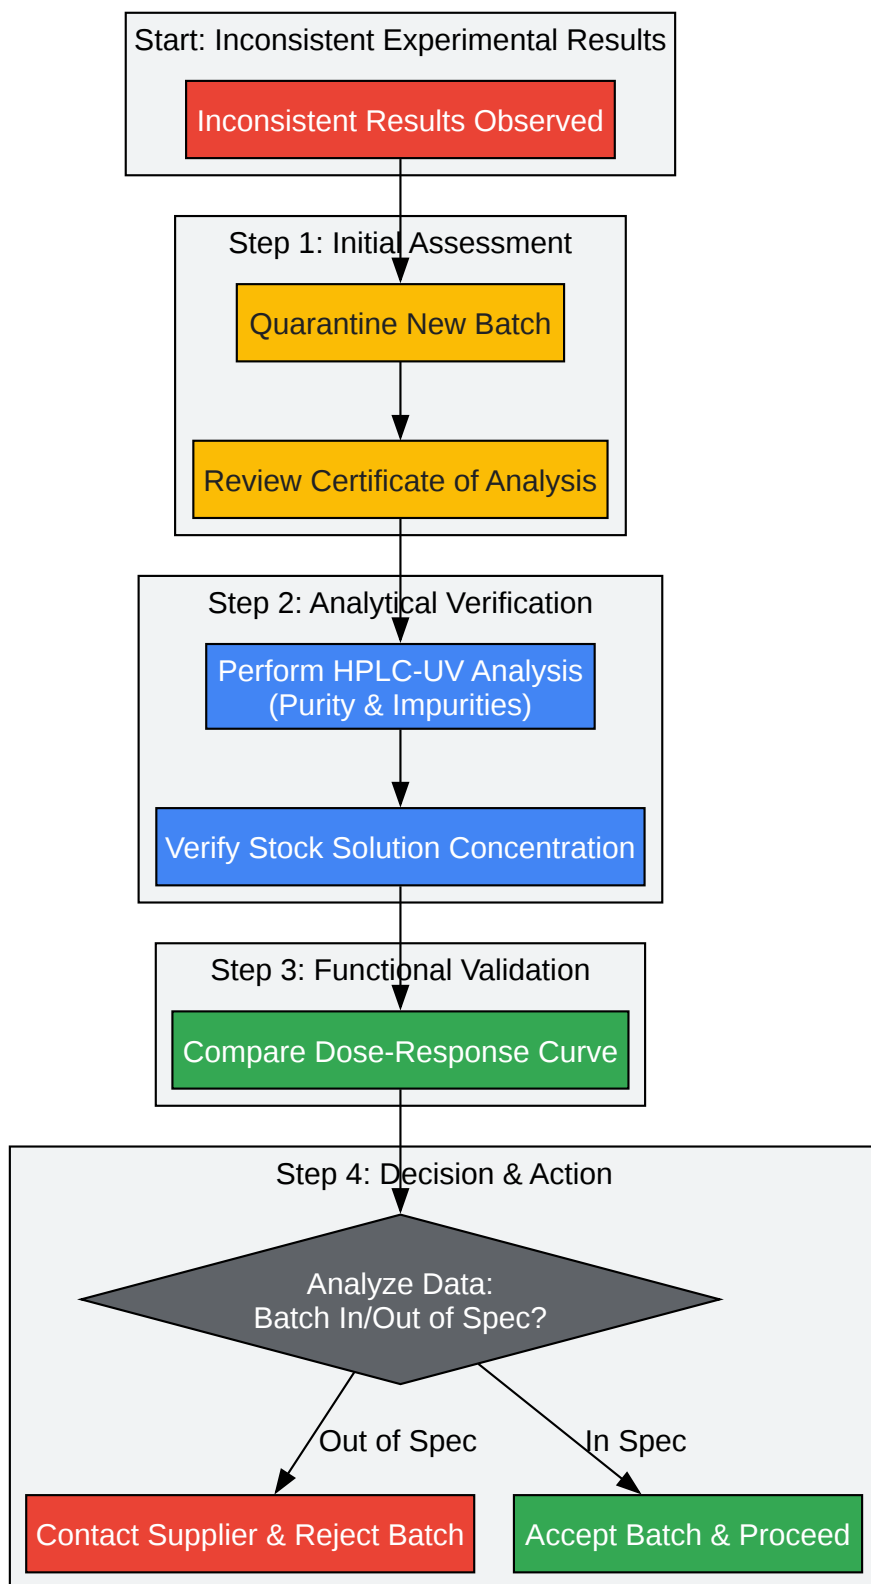 Start: Inconsistent Experimental Results
Inconsistent Results Observed
Step 1: Initial Assessment
Quarantine New Batch
Review Certificate of Analysis
Step 2: Analytical Verification
Perform HPLC-UV Analysis
(Purity & Impurities)
Verify Stock Solution Concentration
Step 3: Functional Validation
Compare Dose-Response Curve
Step 4: Decision & Action
Analyze Data:
Batch In/Out of Spec?
Out of Spec
In Spec
Contact Supplier & Reject Batch
Accept Batch & Proceed